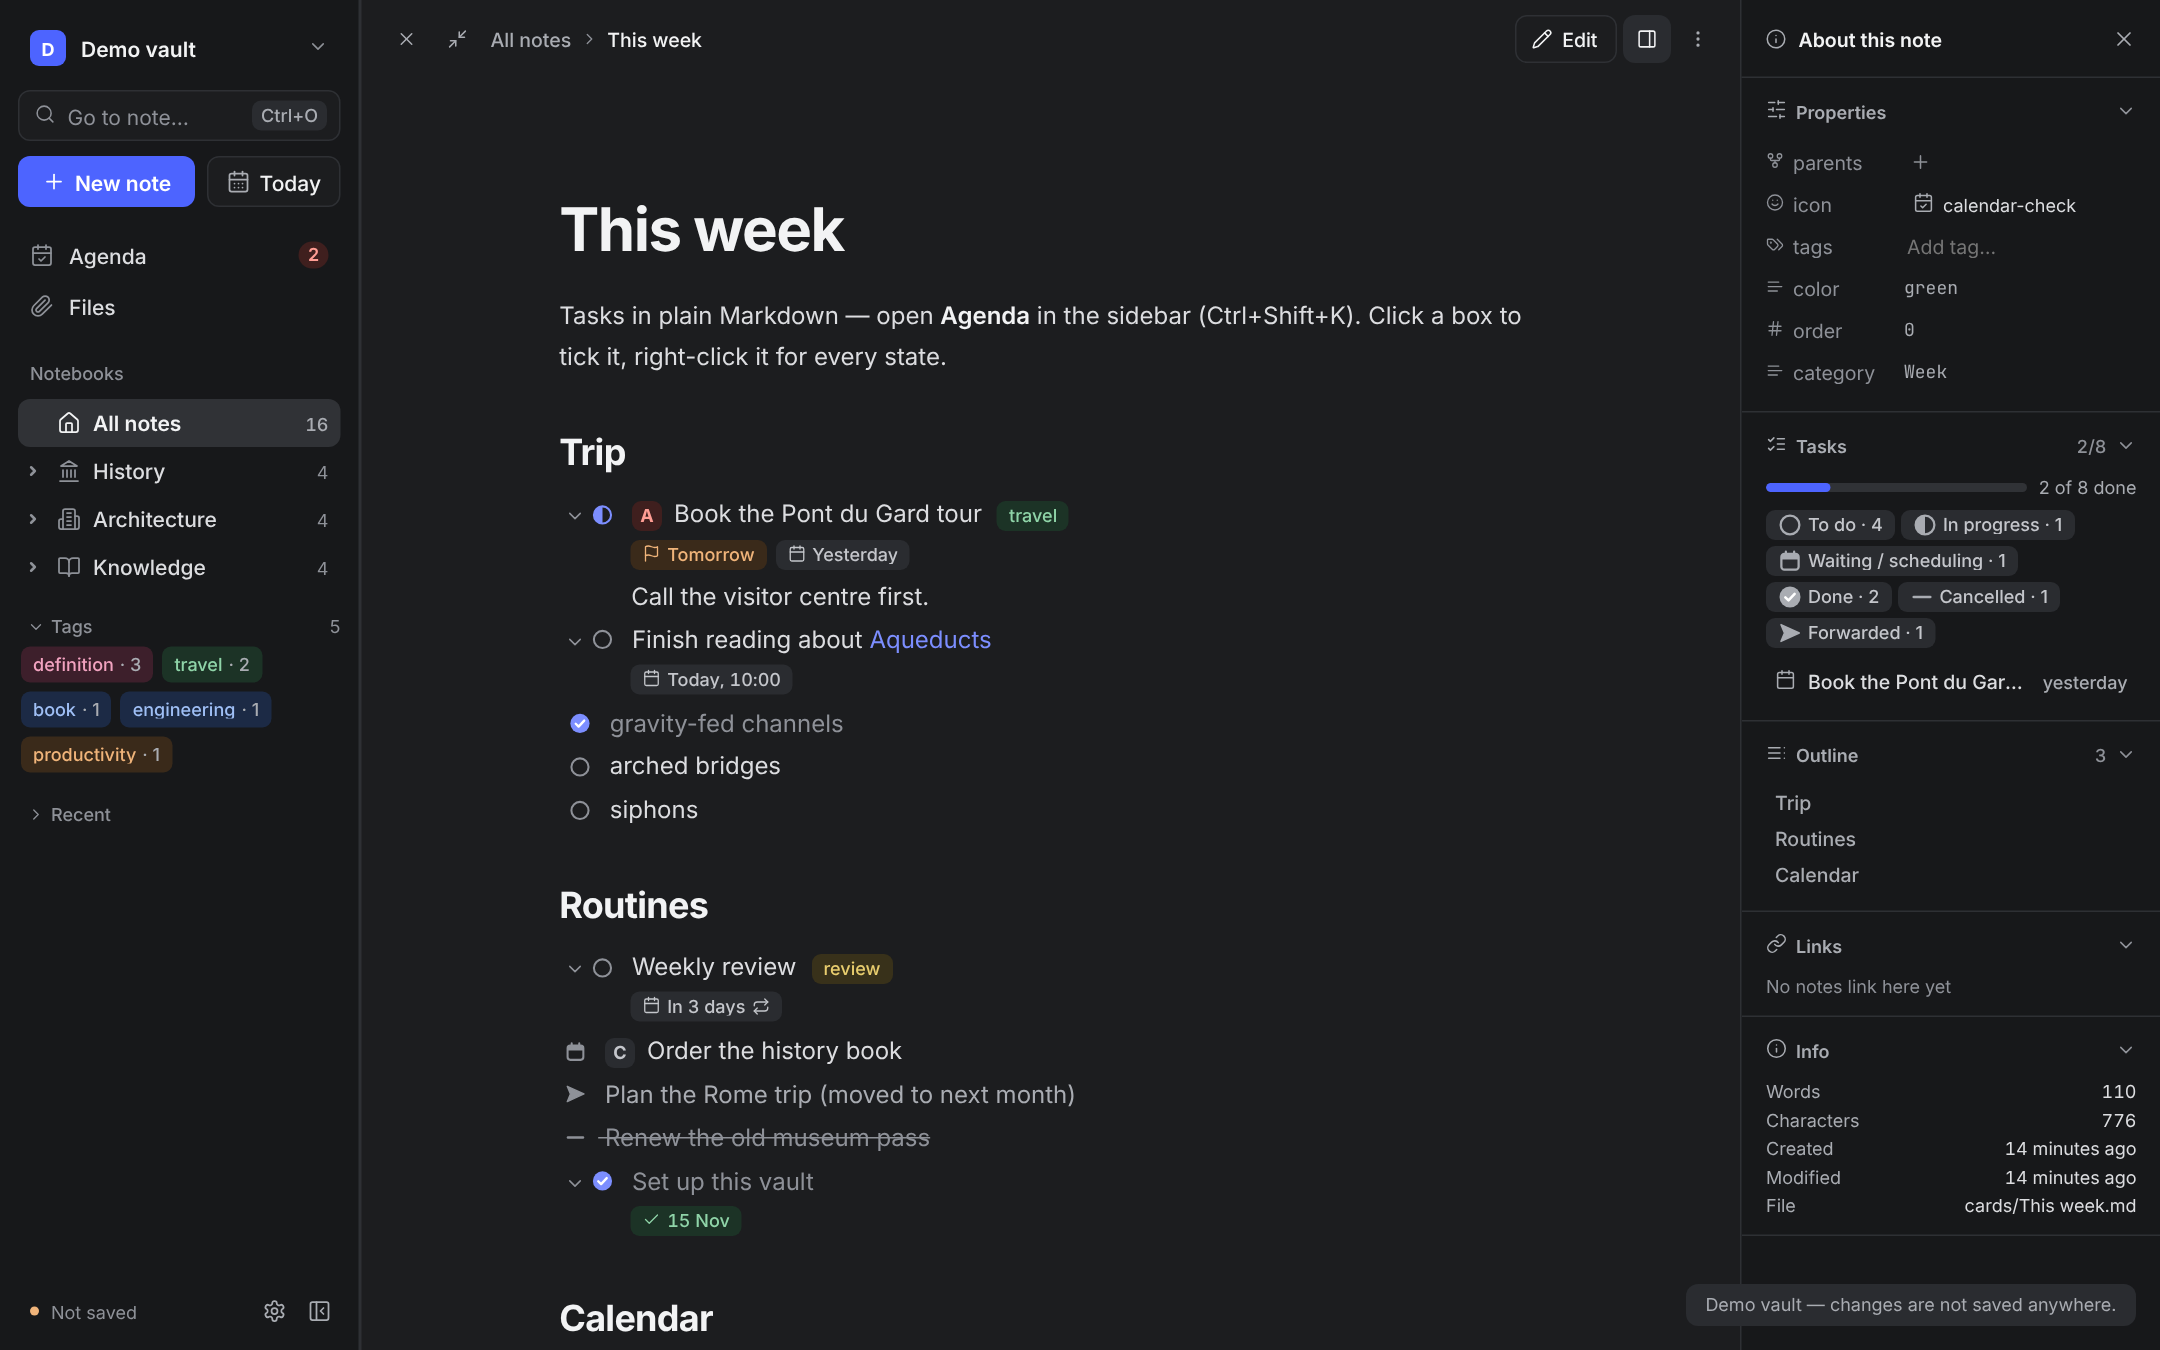 D Demo vault
Go to note... Ctrl+O
New note Today
Agenda 2
Files
Notebooks
All notes 16
History 4
Architecture 4
Knowledge 4
Tags 5
definition · 3 travel · 2
book · 1 engineering · 1
productivity · 1
Recent
Not saved
All notes This week
Edit
This week
Tasks in plain Markdown — open Agenda in the sidebar (Ctrl+Shift+K). Click a box to
tick it, right-click it for every state.
Trip
A Book the Pont du Gard tour travel
Tomorrow Yesterday
Call the visitor centre first.
Finish reading about Aqueducts
Today, 10:00
gravity-fed channels
arched bridges
siphons
Routines
Weekly review review
In 3 days
C Order the history book
Plan the Rome trip (moved to next month)
Renew the old museum pass
Set up this vault
15 Nov
Calendar
About this note
Properties
parents
icon calendar-check
tags Add tag...
color green
order 0
category Week
Tasks 2/8
2 of 8 done
To do · 4 In progress · 1
Waiting / scheduling · 1
Done · 2 Cancelled · 1
Forwarded · 1
Book the Pont du Gar... yesterday
Outline 3
Trip
Routines
Calendar
Links
No notes link here yet
Info
Words 110
Characters 776
Created 14 minutes ago
Modified 14 minutes ago
File cards/This week.md
Demo vault — changes are not saved anywhere.